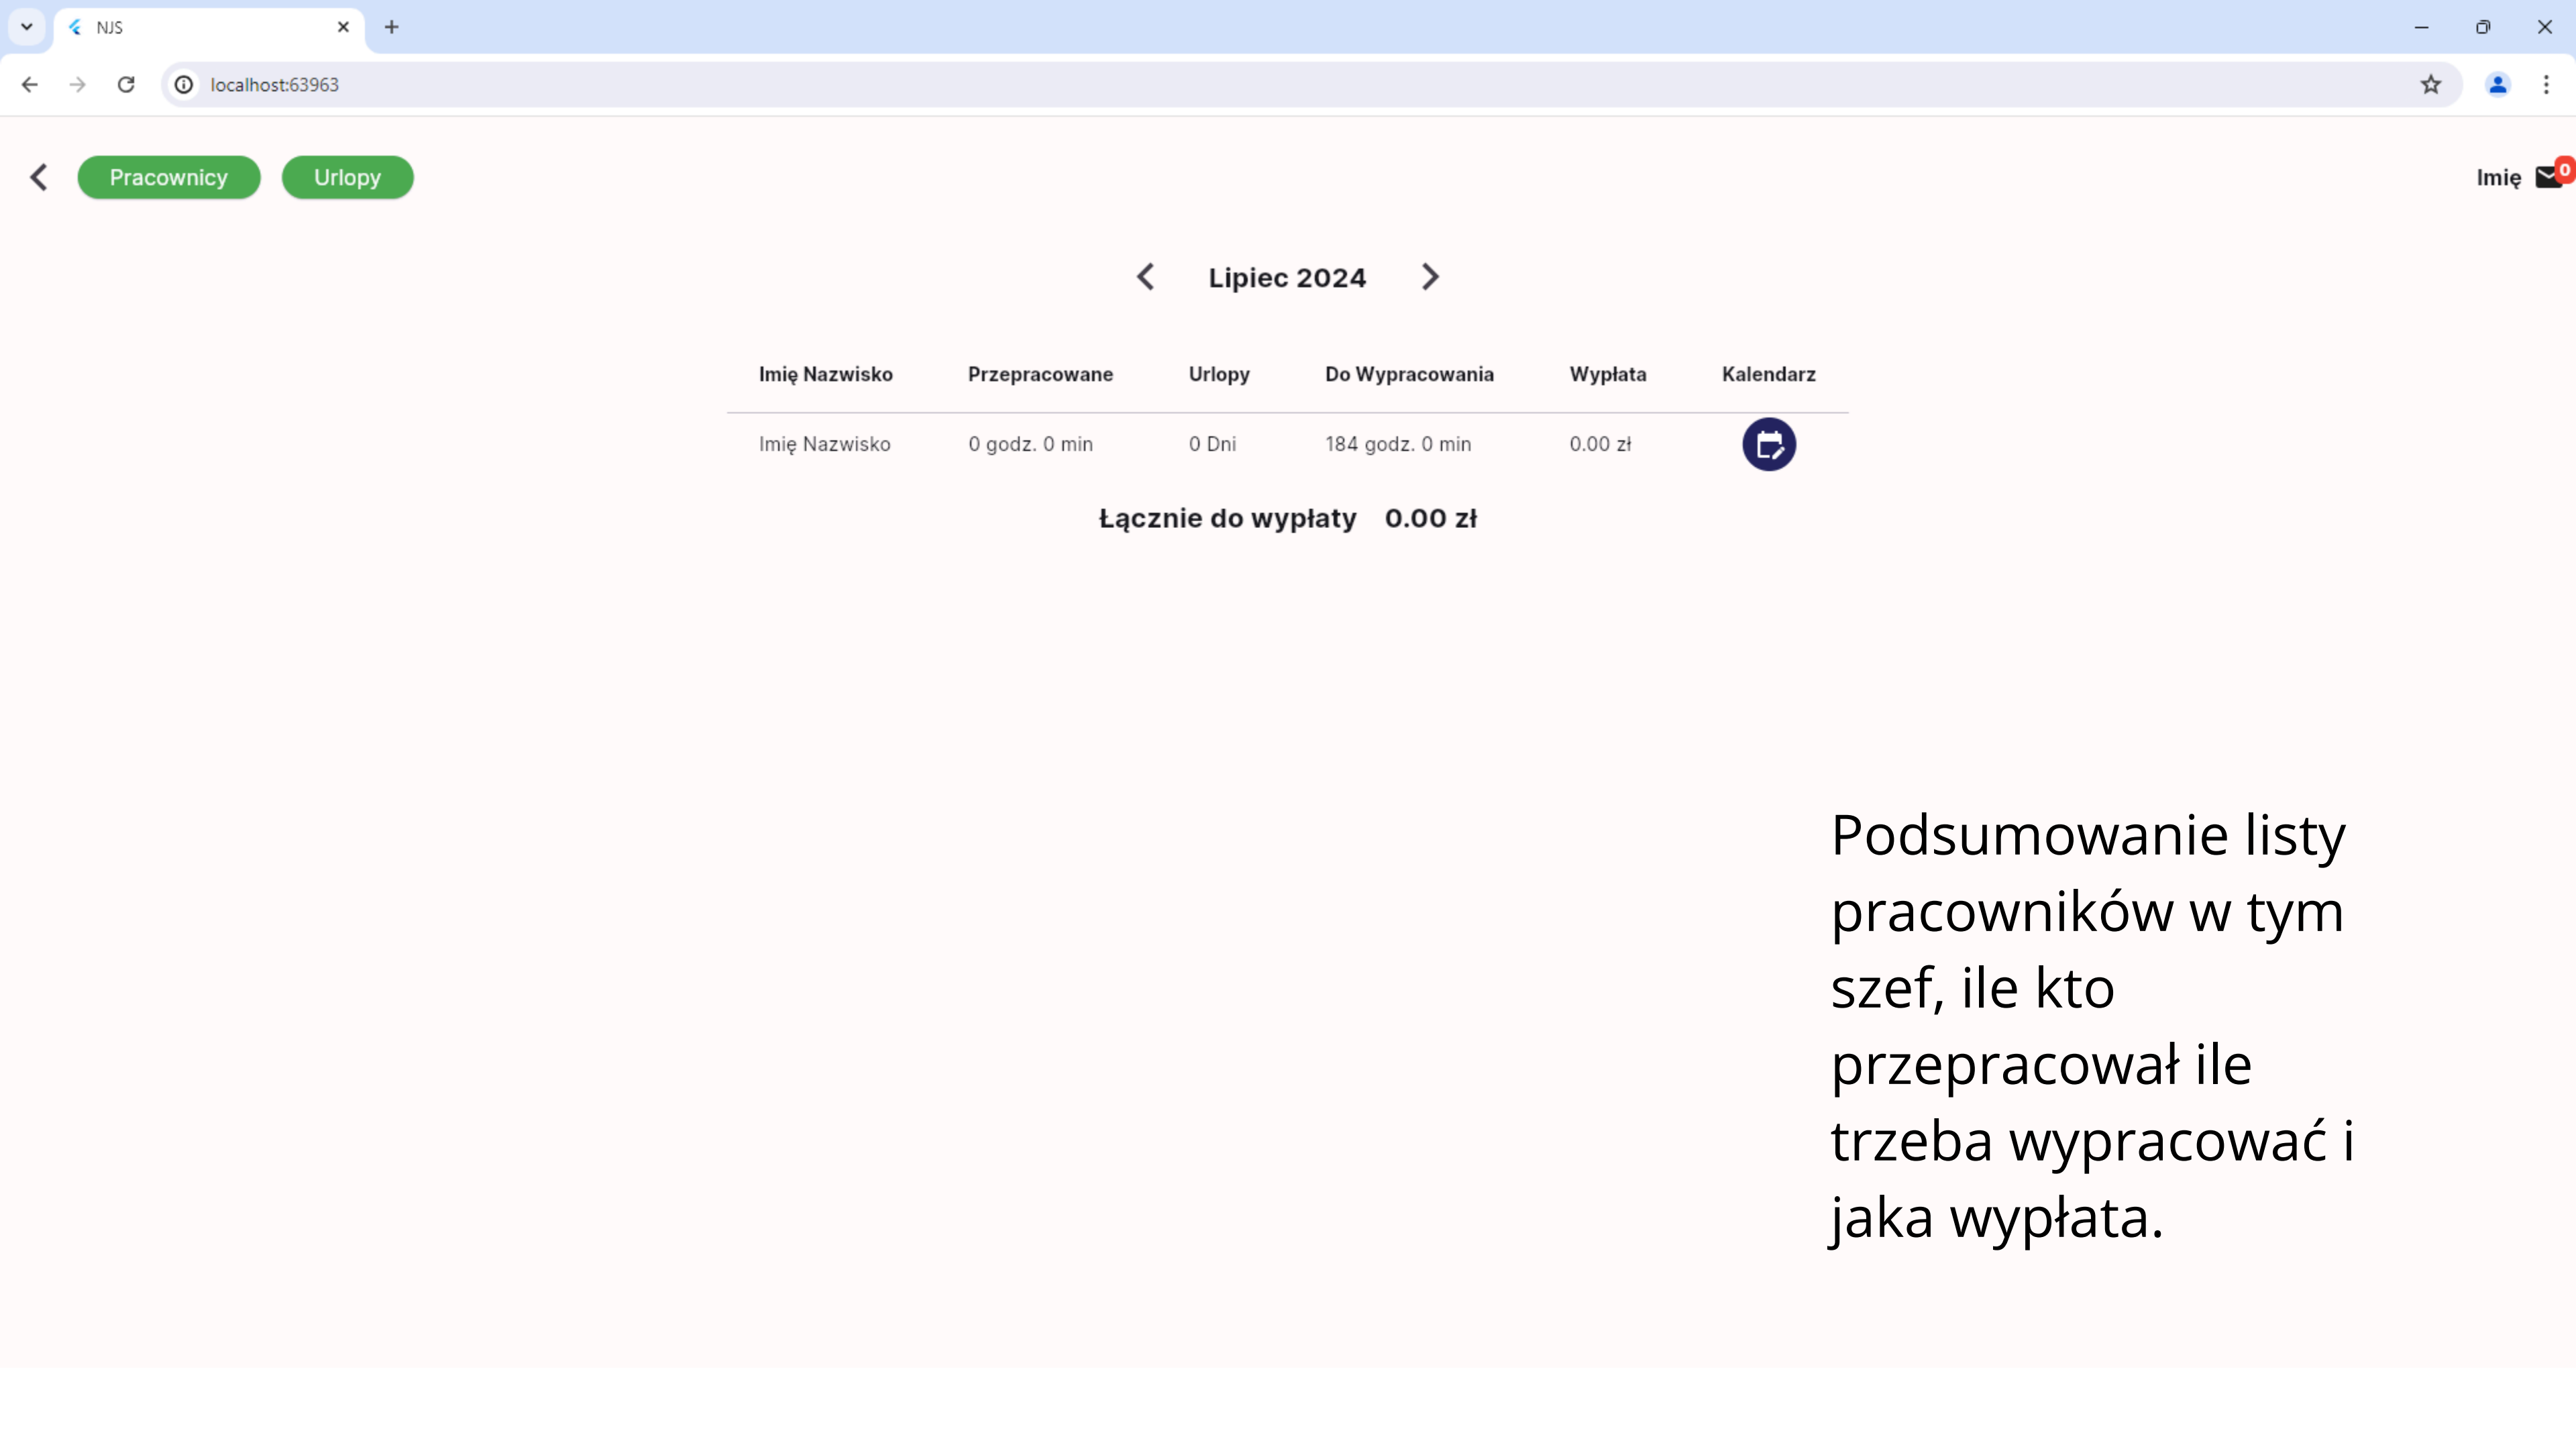 NJS
localhost:63963
Pracownicy Urlopy Imię 0
Lipiec 2024
Imię Nazwisko Przepracowane Urlopy Do Wypracowania Wypłata Kalendarz
Imię Nazwisko 0 godz. 0 min 0 Dni 184 godz. 0 min 0.00 zł
Łącznie do wypłaty 0.00 zł
Podsumowanie listy
pracowników w tym
szef, ile kto
przepracował ile
trzeba wypracować i
jaka wypłata.